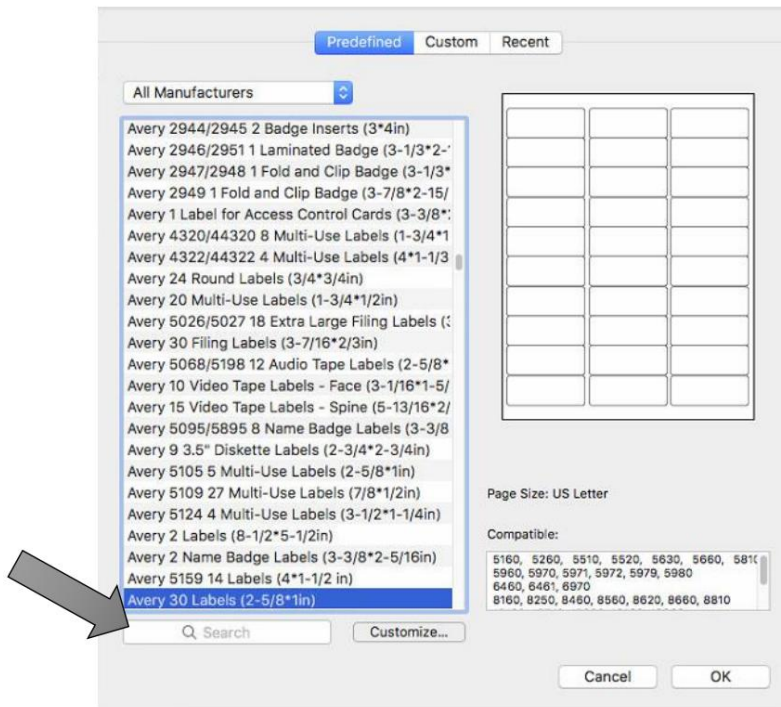 Predefined Custom Recent
All Manufacturers
Avery 2944/2945 2 Badge Inserts (3*4in)
Avery 2946/2951 1 Laminated Badge (3-1/3*2-
Avery 2947/2948 1 Fold and Clip Badge (3-1/3*
Avery 2949 1 Fold and Clip Badge (3-7/8*2-15/
Avery 1 Label for Access Control Cards (3-3/8*
Avery 4320/44320 8 Multi-Use Labels (1-3/4*1
Avery 4322/44322 4 Multi-Use Labels (4*1-1/3
Avery 24 Round Labels (3/4*3/4in)
Avery 20 Multi-Use Labels (1-3/4*1/2in)
Avery 5026/5027 18 Extra Large Filing Labels (
Avery 30 Filing Labels (3-7/16*2/3in)
Avery 5068/5198 12 Audio Tape Labels (2-5/8*
Avery 10 Video Tape Labels - Face (3-1/16*1-5/
Avery 15 Video Tape Labels - Spine (5-13/16*2/
Avery 5095/5895 8 Name Badge Labels (3-3/8
Avery 9 3.5" Diskette Labels (2-3/4*2-3/4in)
Avery 5105 5 Multi-Use Labels (2-5/8*1in)
Avery 5109 27 Multi-Use Labels (7/8*1/2in)
Avery 5124 4 Multi-Use Labels (3-1/2*1-1/4in)
Avery 2 Labels (8-1/2*5-1/2in)
Avery 2 Name Badge Labels (3-3/8*2-5/16in)
Avery 5159 14 Labels (4*1-1/2 in)
Avery 30 Labels (2-5/8*1in)
Search
Customize...
Page Size: US Letter
Compatible:
5160, 5260, 5510, 5520, 5630, 5660, 5810
5960, 5970, 5971, 5972, 5979, 5980
6460, 6461, 6970
8160, 8250, 8460, 8560, 8620, 8660, 8810
Cancel OK